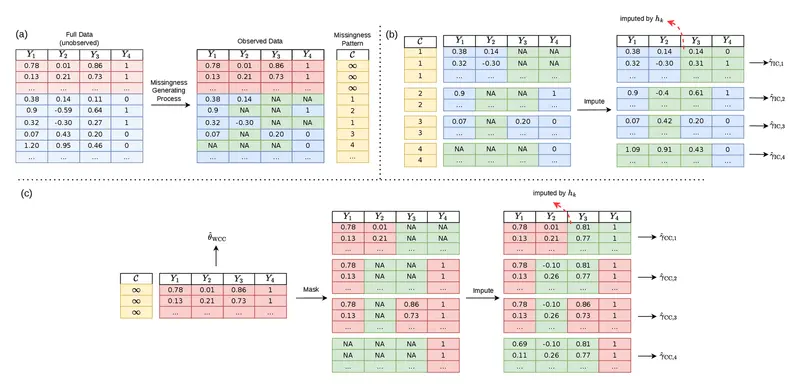 (a)
Full Data
(unobserved)
Y₁ Y₂ Y₃ Y₄
0.78 0.01 0.86 1
0.13 0.21 0.73 1
... ... ... ...
0.38 0.14 0.11 0
0.9 -0.59 0.64 1
0.32 -0.30 0.27 1
0.07 0.43 0.20 0
1.20 0.95 0.46 0
... ... ... ...
Missingness
Generating
Process
Observed Data
Y₁ Y₂ Y₃ Y₄
0.78 0.01 0.86 1
0.13 0.21 0.73 1
... ... ... ...
0.38 0.14 NA NA
0.9 NA NA 1
0.32 -0.30 NA NA
0.07 NA 0.20 0
NA NA NA 0
... ... ... ...
Missingness
Pattern
C
∞
∞
∞
1
2
1
3
4
...
(b)
C
1
1
1
2
2
3
3
4
4
Y₁ Y₂ Y₃ Y₄
0.38 0.14 NA NA
0.32 -0.30 NA NA
... ... ... ...
0.9 NA NA 1
... ... ... ...
0.07 NA 0.20 0
... ... ... ...
NA NA NA 0
... ... ... ...
Impute
imputed by hₖ
Y₁ Y₂ Y₃ Y₄
0.38 0.14 0.14 0
0.32 -0.30 0.31 1
... ... ... ...
0.9 -0.4 0.61 1
... ... ... ...
0.07 0.42 0.20 0
... ... ... ...
1.09 0.91 0.43 0
... ... ... ...
γ̂IC,1
γ̂IC,2
γ̂IC,3
γ̂IC,4
(c)
θ̂WCC
C
∞
∞
∞
Y₁ Y₂ Y₃ Y₄
0.78 0.01 0.86 1
0.13 0.21 0.73 1
... ... ... ...
Mask
Y₁ Y₂ Y₃ Y₄
0.78 0.01 NA NA
0.13 0.21 NA NA
... ... ... ...
0.78 NA NA 1
0.13 NA NA 1
... ... ... ...
0.78 NA 0.86 1
0.13 NA 0.73 1
... ... ... ...
NA NA NA 1
NA NA NA 1
... ... ... ...
Impute
imputed by hₖ
Y₁ Y₂ Y₃ Y₄
0.78 0.01 0.81 1
0.13 0.21 0.77 1
... ... ... ...
0.78 -0.10 0.81 1
0.13 0.26 0.77 1
... ... ... ...
0.78 -0.10 0.86 1
0.13 0.26 0.73 1
... ... ... ...
0.69 -0.10 0.81 1
0.11 0.26 0.77 1
... ... ... ...
γ̂CC,1
γ̂CC,2
γ̂CC,3
γ̂CC,4